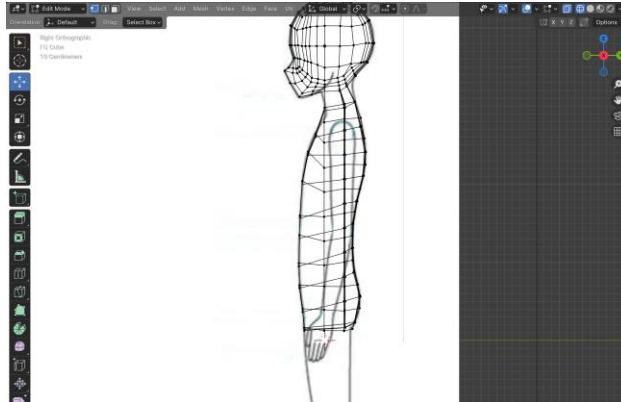 Edit Mode View Select Add Mesh Vertex Edge Face UV Global
Orientation: Default Drag: Select Box X Y Z Options
Right Orthographic
(1) Cube
10 Centimeters